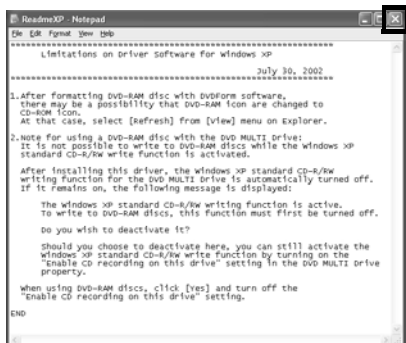 ReadmeXP - Notepad
File Edit Format View Help
========================================================
Limitations on Driver Software for Windows XP
July 30, 2002
========================================================
1.After formatting DVD-RAM disc with DVDForm software,
there may be a possibility that DVD-RAM icon are changed to
CD-ROM icon.
At that case, select [Refresh] from [View] menu on Explorer.
2.Note for using a DVD-RAM disc with the DVD MULTI Drive:
It is not possible to write to DVD-RAM discs while the Windows XP
standard CD-R/RW write function is activated.
After installing this driver, the Windows XP standard CD-R/RW
writing function for the DVD MULTI Drive is automatically turned off.
If it remains on, the following message is displayed:
The Windows XP standard CD-R/RW writing function is active.
To write to DVD-RAM discs, this function must first be turned off.
Do you wish to deactivate it?
Should you choose to deactivate here, you can still activate the
Windows XP standard CD-R/RW write function by turning on the
"Enable CD recording on this drive" setting in the DVD MULTI Drive
property.
When using DVD-RAM discs, click [Yes] and turn off the
"Enable CD recording on this drive" setting.
END